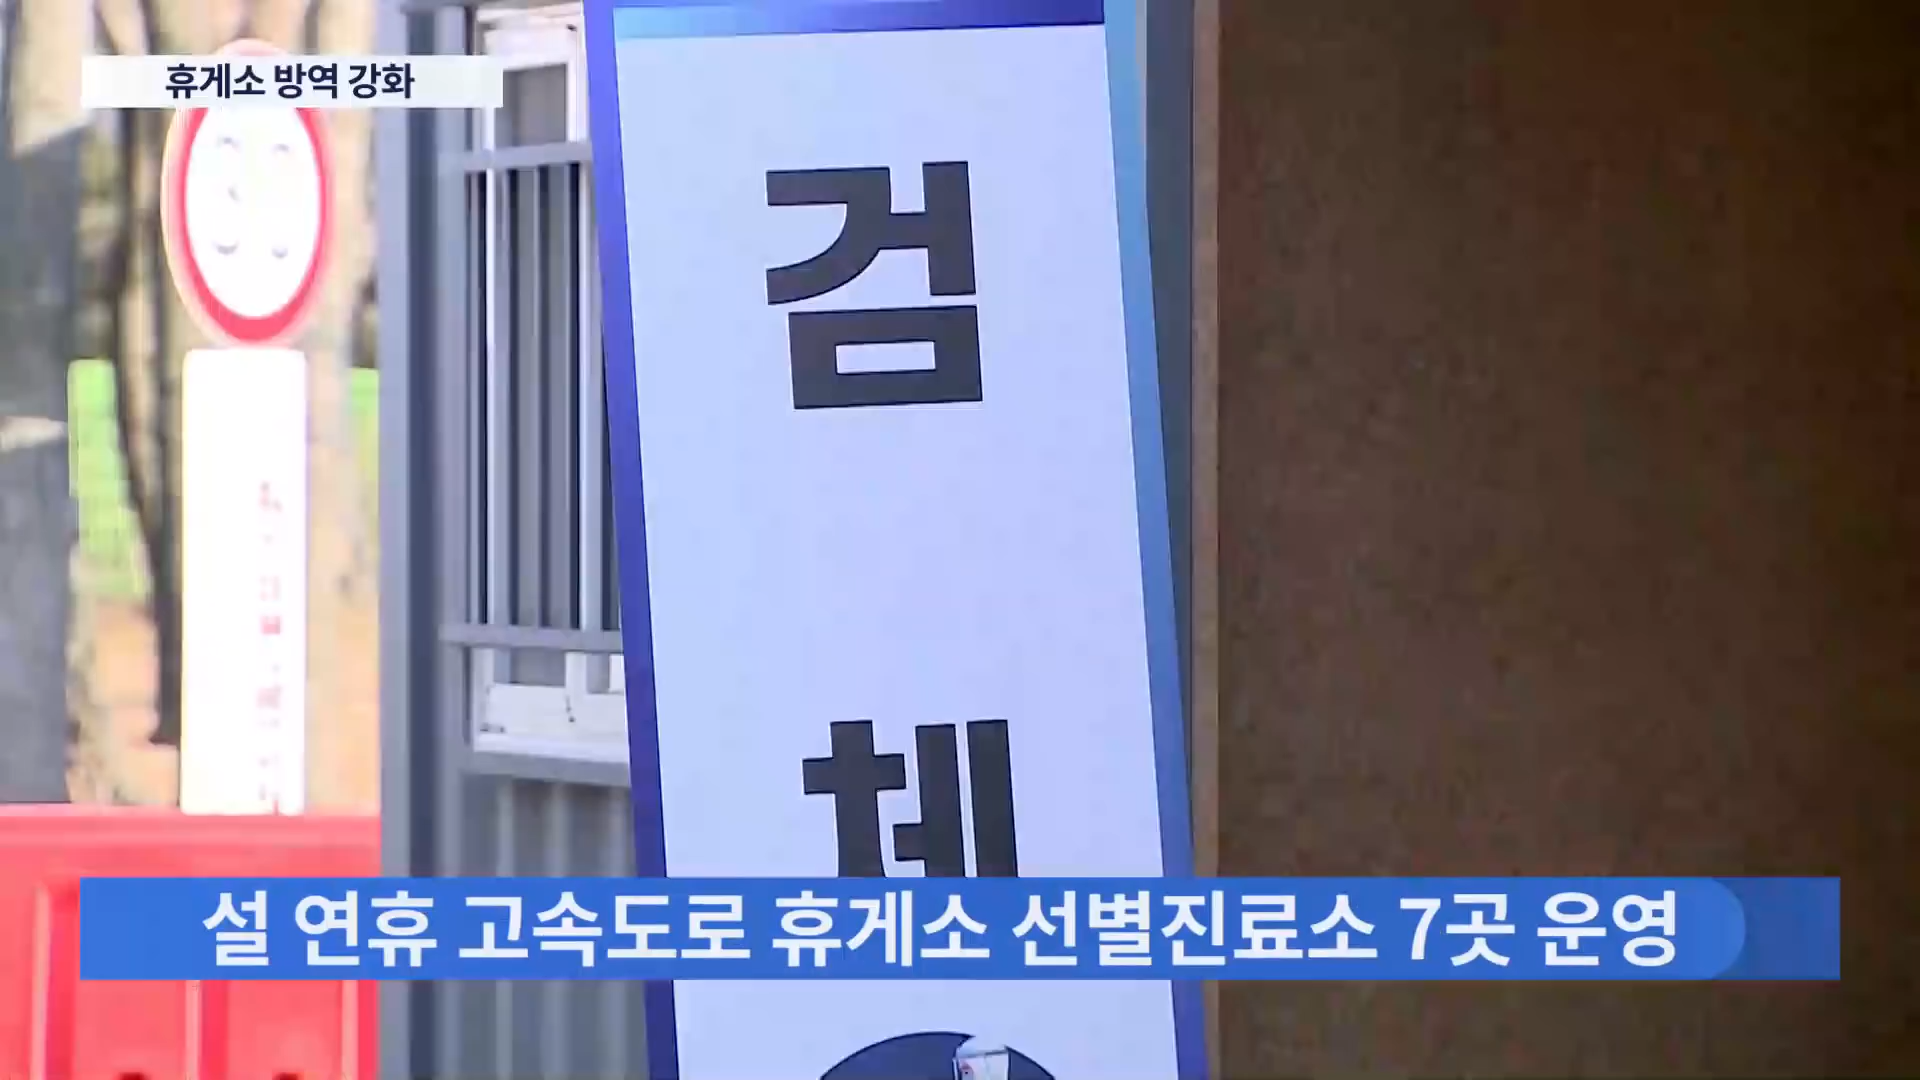 휴게소 방역 강화
검
체
설 연휴 고속도로 휴게소 선별진료소 7곳 운영